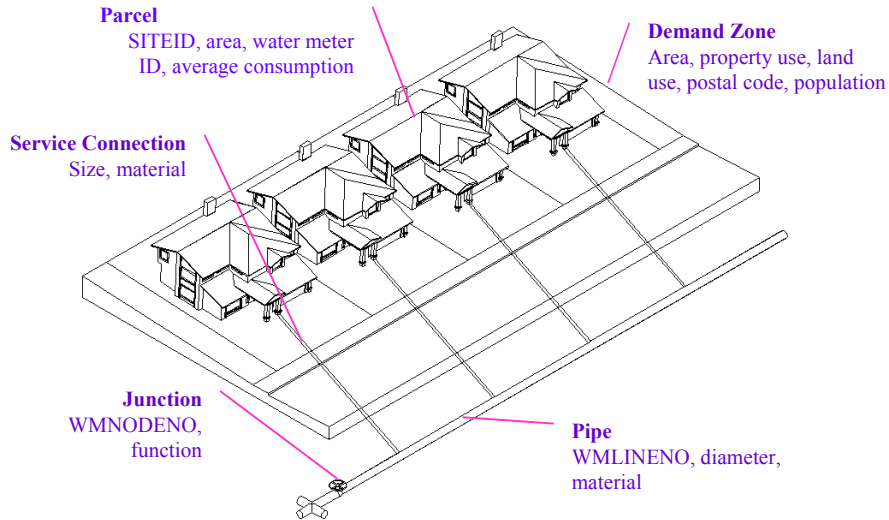 Parcel
SITEID, area, water meter
ID, average consumption
Demand Zone
Area, property use, land
use, postal code, population
Service Connection
Size, material
Junction
WMNODENO,
function
Pipe
WMLINENO, diameter,
material